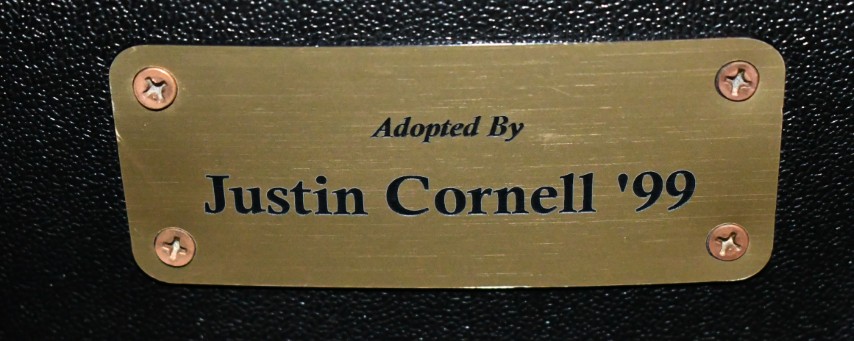 Adopted By
Justin Cornell '99